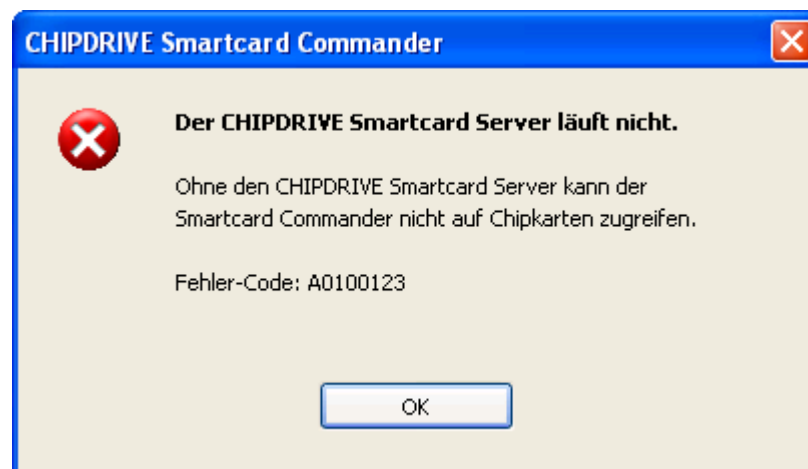 CHIPDRIVE Smartcard Commander
Der CHIPDRIVE Smartcard Server läuft nicht.
Ohne den CHIPDRIVE Smartcard Server kann der
Smartcard Commander nicht auf Chipkarten zugreifen.
Fehler-Code: A0100123
OK